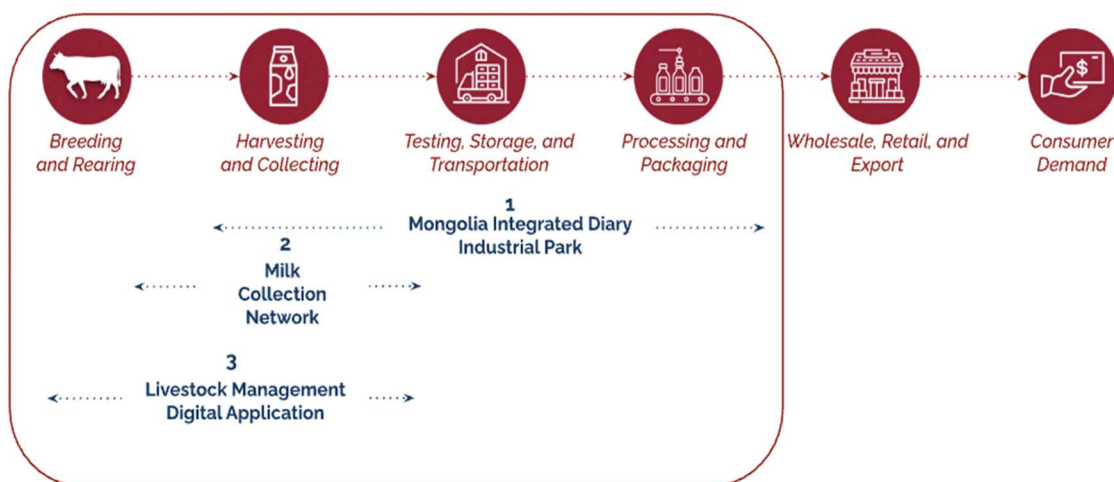 Breeding
and Rearing
Harvesting
and Collecting
Testing, Storage, and
Transportation
Processing and
Packaging
Wholesale, Retail, and
Export
Consumer
Demand
1
Mongolia Integrated Diary
Industrial Park
2
Milk
Collection
Network
3
Livestock Management
Digital Application
$